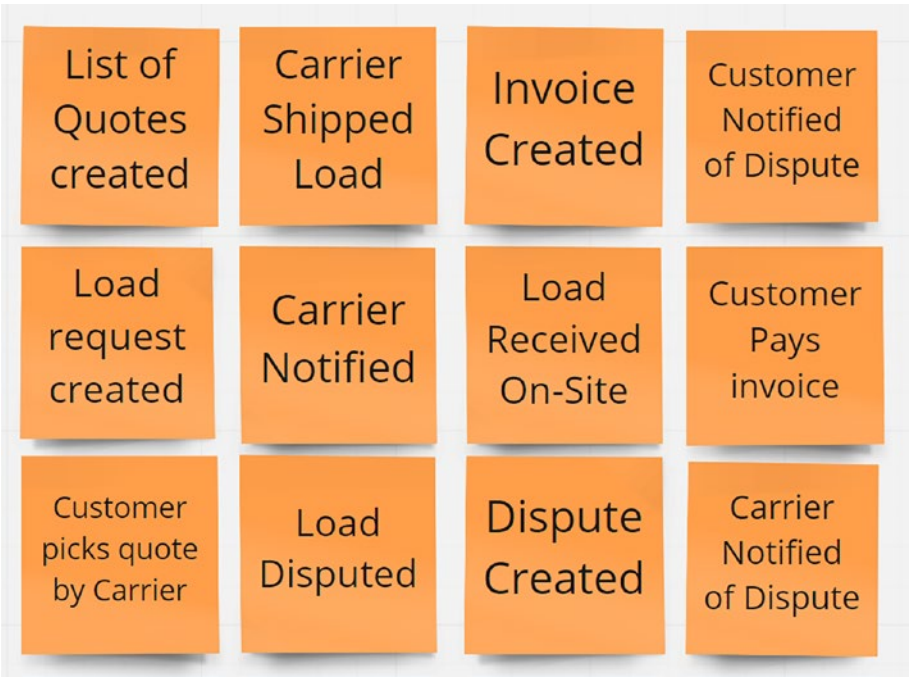 List of
Quotes
created
Carrier
Shipped
Load
Invoice
Created
Customer
Notified
of Dispute
Load
request
created
Carrier
Notified
Load
Received
On-Site
Customer
Pays
invoice
Customer
picks quote
by Carrier
Load
Disputed
Dispute
Created
Carrier
Notified
of Dispute